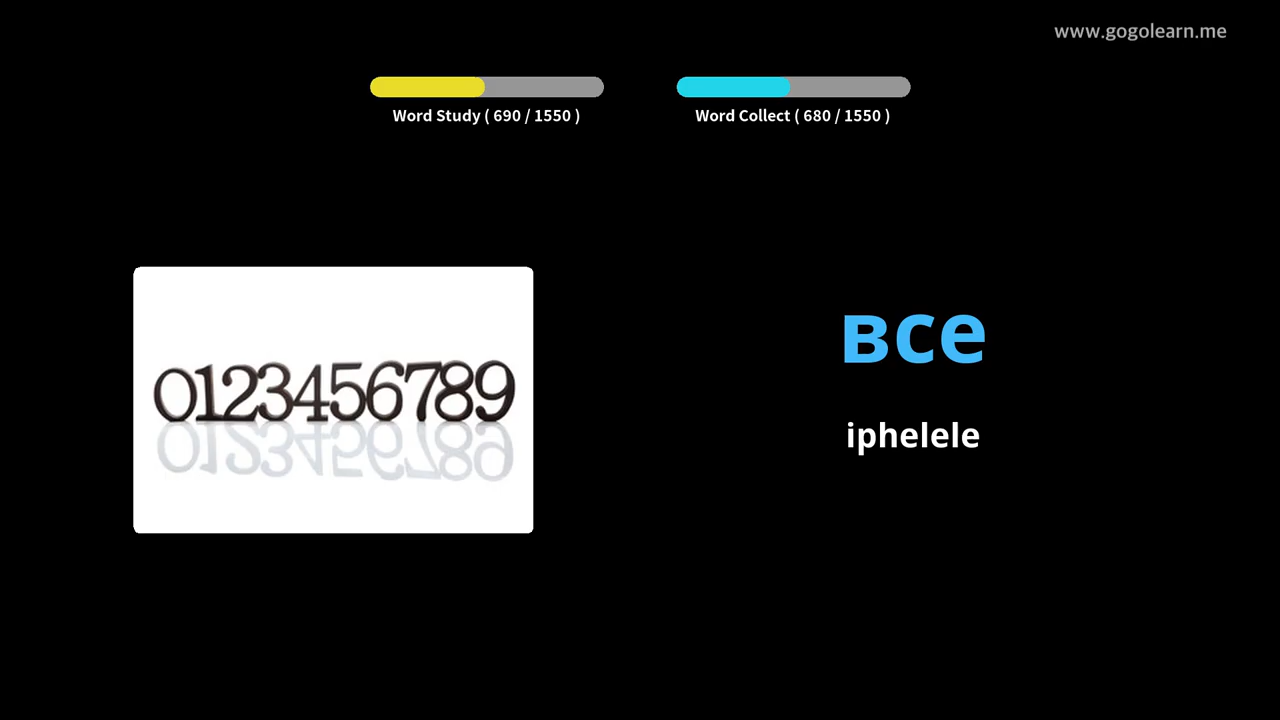 www.gogolearn.me
Word Study ( 690 / 1550 )
Word Collect ( 680 / 1550 )
0123456789
все
iphelele